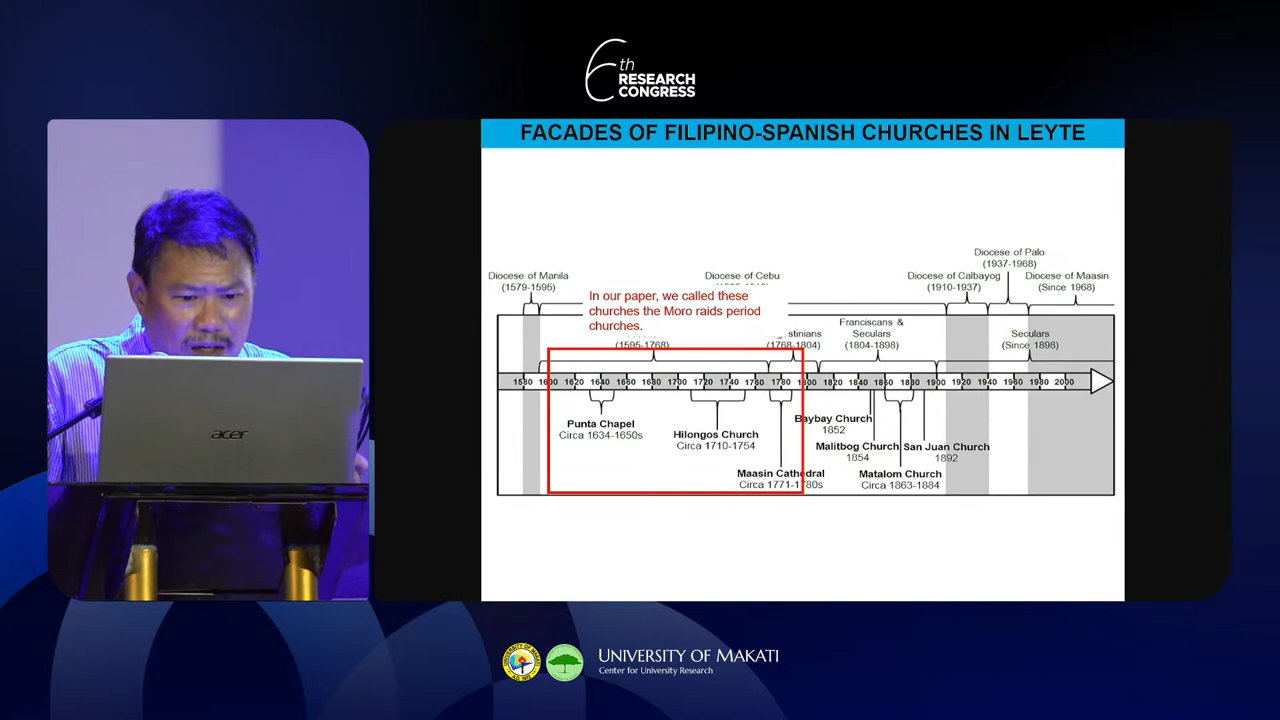 6th
RESEARCH
CONGRESS
FACADES OF FILIPINO-SPANISH CHURCHES IN LEYTE
Diocese of Palo
(1937-1968)
Diocese of Manila
(1579-1595)
Diocese of Cebu
Diocese of Calbayog
(1910-1937)
Diocese of Maasin
(Since 1968)
In our paper, we called these
churches the Moro raids period
churches.
(1595-1768)
(1768-1804)
Franciscans &
Seculars
(1804-1898)
Seculars
(Since 1898)
1580 1600 1620 1640 1660 1680 1700 1720 1740 1760 1780 1800 1820 1840 1860 1880 1900 1920 1940 1960 1980 2000
Punta Chapel
Circa 1634-1650s
Hilongos Church
Circa 1710-1754
Maasin Cathedral
Circa 1771-1780s
Baybay Church
1852
Malitbog Church
1854
Matalom Church
Circa 1863-1884
San Juan Church
1892
acer
UNIVERSITY OF MAKATI
Center for University Research